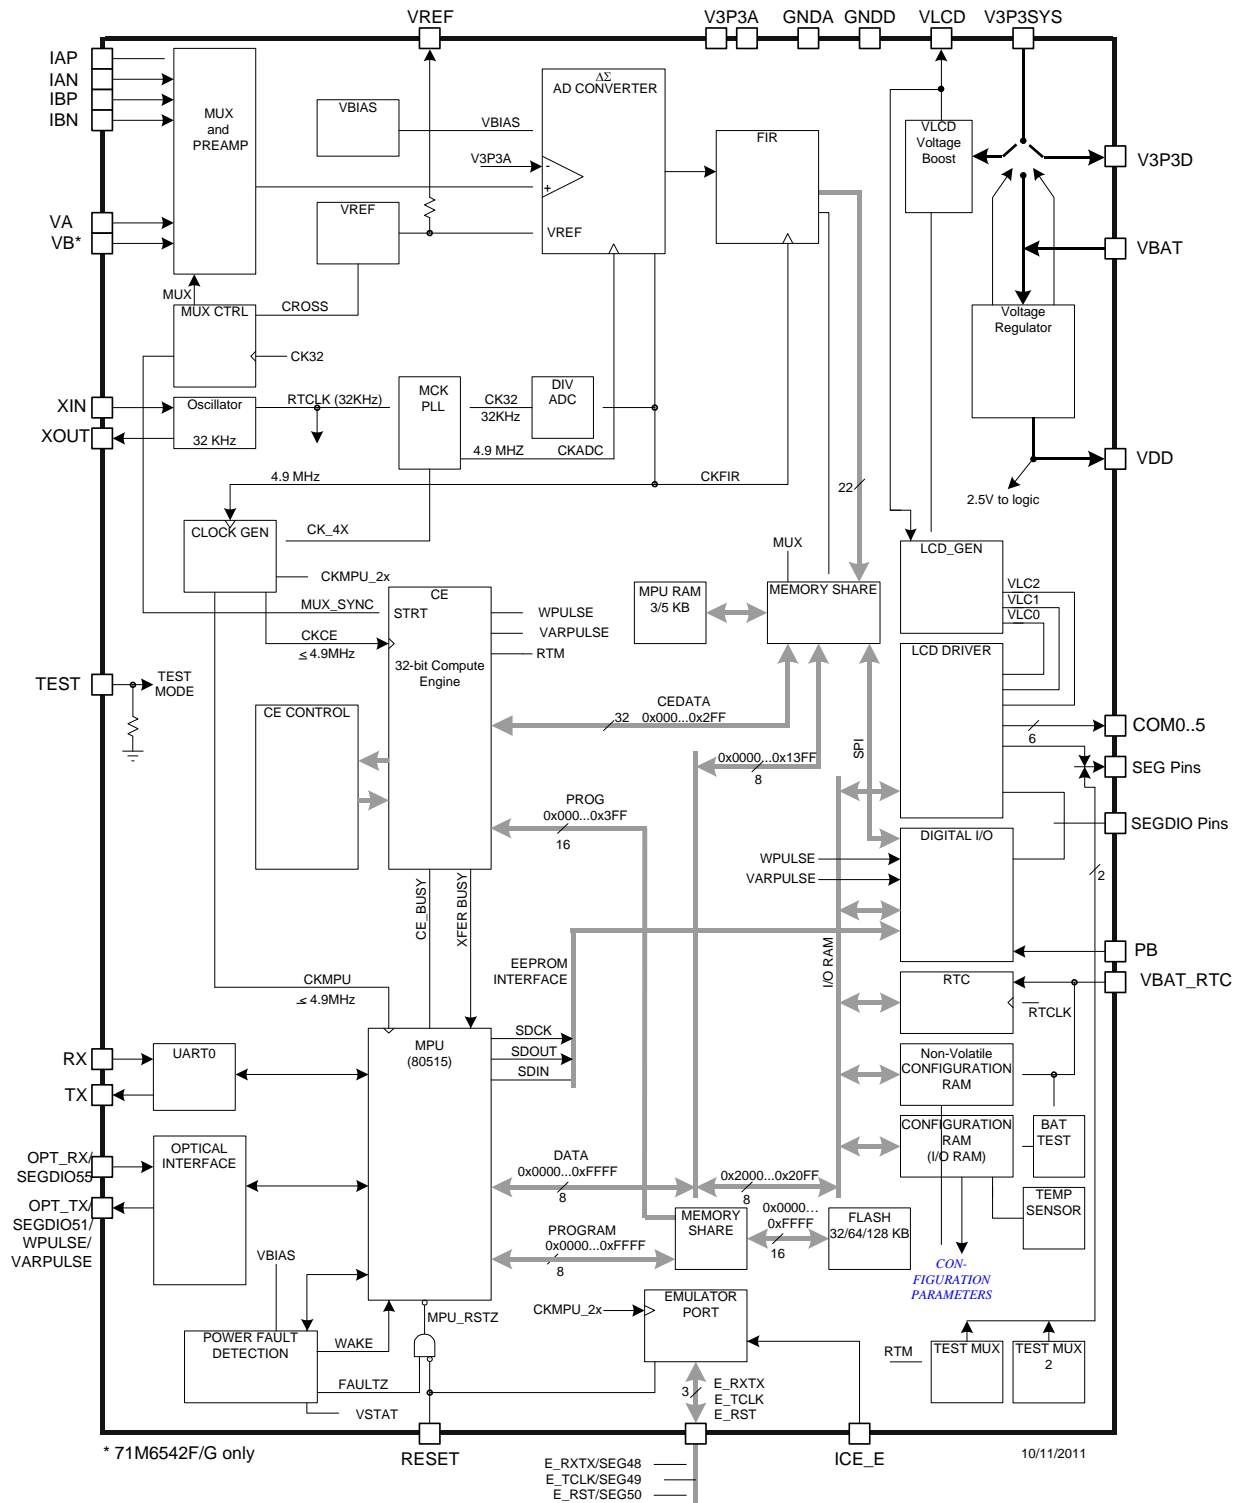 VREF
V3P3A
GNDA
GNDD
VLCD
V3P3SYS
IAP
IAN
IBP
IBN
VA
VB*
MUX
and
PREAMP
VBIAS
VBIAS
V3P3A
VREF
ΔΣ
AD CONVERTER
-
+
VREF
FIR
VLCD
Voltage
Boost
V3P3D
VBAT
Voltage
Regulator
MUX
MUX CTRL
CROSS
CK32
XIN
XOUT
Oscillator
32 KHz
RTCLK (32KHz)
MCK
PLL
CK32
32KHz
DIV
ADC
4.9 MHZ
CKADC
4.9 MHz
CKFIR
22
VDD
2.5V to logic
CLOCK GEN
CK_4X
CKMPU_2x
MUX_SYNC
CKCE
≤ 4.9MHz
CE
STRT
32-bit Compute
Engine
WPULSE
VARPULSE
RTM
MUX
MPU RAM
3/5 KB
MEMORY SHARE
LCD_GEN
VLC2
VLC1
VLC0
LCD DRIVER
TEST
TEST
MODE
CE CONTROL
CEDATA
32 0x000...0x2FF
0x0000...0x13FF
8
SPI
6
COM0..5
SEG Pins
SEGDIO Pins
PROG
0x000...0x3FF
16
WPULSE
VARPULSE
DIGITAL I/O
2
CE_BUSY
XFER BUSY
EEPROM
INTERFACE
I/O RAM
PB
VBAT_RTC
RTC
RTCLK
CKMPU
≤ 4.9MHz
MPU
(80515)
SDCK
SDOUT
SDIN
RX
TX
UART0
Non-Volatile
CONFIGURATION
RAM
CONFIGURATION
RAM
(I/O RAM)
BAT
TEST
TEMP
SENSOR
OPT_RX/
SEGDIO55
OPT_TX/
SEGDIO51/
WPULSE/
VARPULSE
OPTICAL
INTERFACE
DATA
0x0000...0xFFFF
8
0x2000...0x20FF
8
PROGRAM
0x0000...0xFFFF
8
MEMORY
SHARE
0x0000...
0xFFFF
16
FLASH
32/64/128 KB
CON-
FIGURATION
PARAMETERS
VBIAS
POWER FAULT
DETECTION
WAKE
FAULTZ
VSTAT
MPU_RSTZ
CKMPU_2x
EMULATOR
PORT
3
E_RXTX
E_TCLK
E_RST
RTM
TEST MUX
TEST MUX
2
* 71M6542F/G only
RESET
ICE_E
10/11/2011
E_RXTX/SEG48
E_TCLK/SEG49
E_RST/SEG50